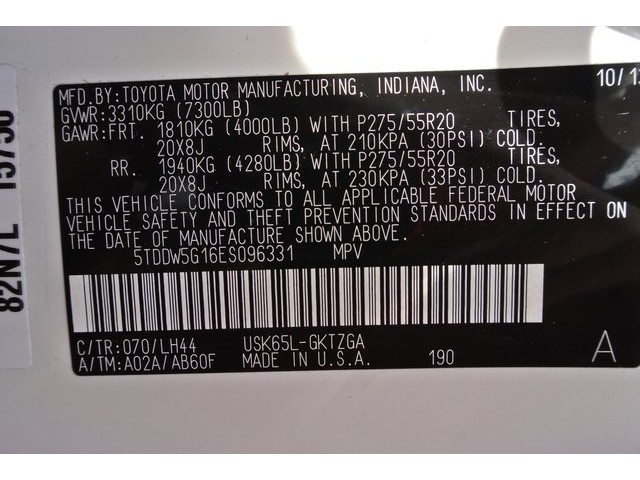 MFD.BY:TOYOTA MOTOR MANUFACTURING, INDIANA, INC. 10/13
GVWR:3310KG (7300LB)
GAWR:FRT. 1810KG (4000LB) WITH P275/55R20 TIRES,
20X8J RIMS, AT 210KPA (30PSI) COLD.
RR. 1940KG (4280LB) WITH P275/55R20 TIRES,
20X8J RIMS, AT 230KPA (33PSI) COLD.
THIS VEHICLE CONFORMS TO ALL APPLICABLE FEDERAL MOTOR
VEHICLE SAFETY AND THEFT PREVENTION STANDARDS IN EFFECT ON
THE DATE OF MANUFACTURE SHOWN ABOVE.
5TDDW5G16ES096331 MPV
C/TR:070/LH44 USK65L-GKTZGA
A/TM:A02A/AB60F MADE IN U.S.A. 190 A
82N7L